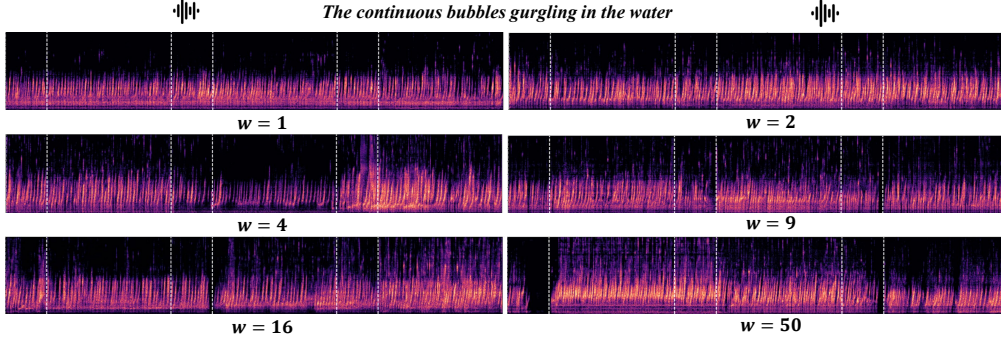 The continuous bubbles gurgling in the water
w = 1
w = 2
w = 4
w = 9
w = 16
w = 50